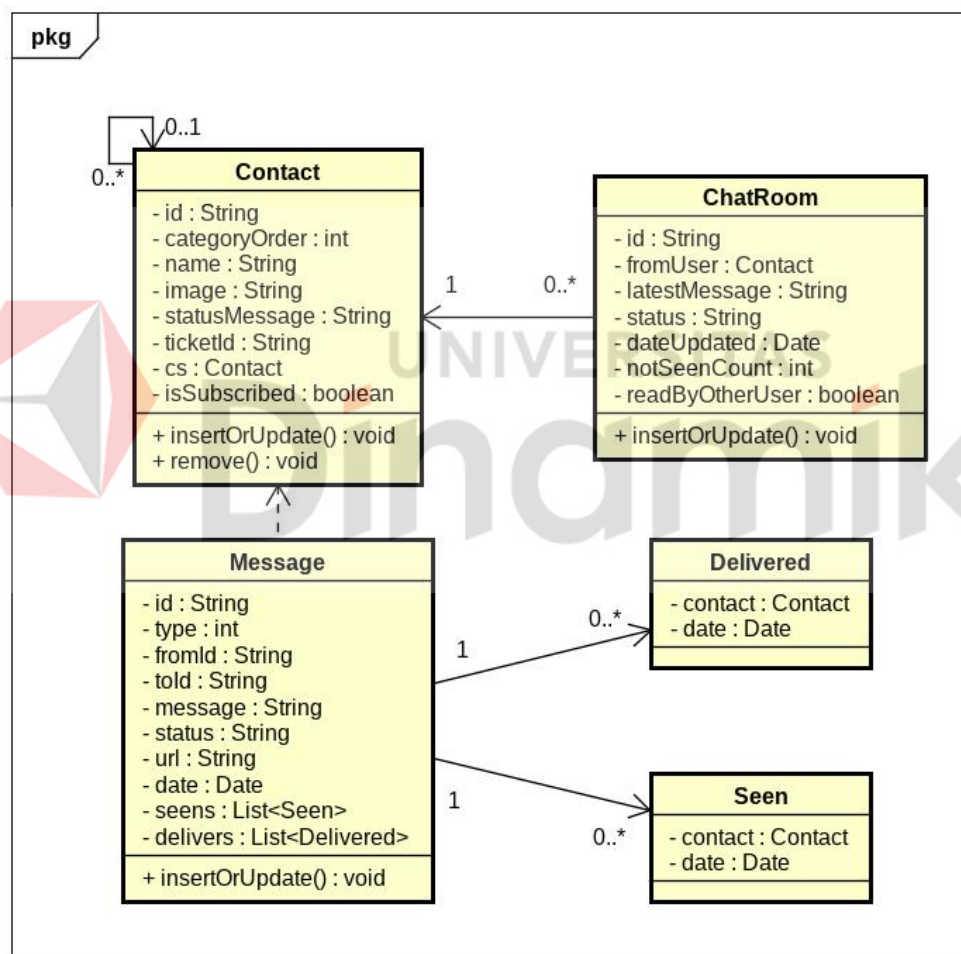 pkg
0..1
0..*
Contact
- id : String
- categoryOrder : int
- name : String
- image : String
- statusMessage : String
- ticketId : String
- cs : Contact
- isSubscribed : boolean
+ insertOrUpdate() : void
+ remove() : void
1
0..*
ChatRoom
- id : String
- fromUser : Contact
- latestMessage : String
- status : String
- dateUpdated : Date
- notSeenCount : int
- readByOtherUser : boolean
+ insertOrUpdate() : void
UNIVERSITAS
Dinamik
Message
- id : String
- type : int
- fromId : String
- toId : String
- message : String
- status : String
- url : String
- date : Date
- seens : List<Seen>
- delivers : List<Delivered>
+ insertOrUpdate() : void
1
0..*
Delivered
- contact : Contact
- date : Date
1
0..*
Seen
- contact : Contact
- date : Date